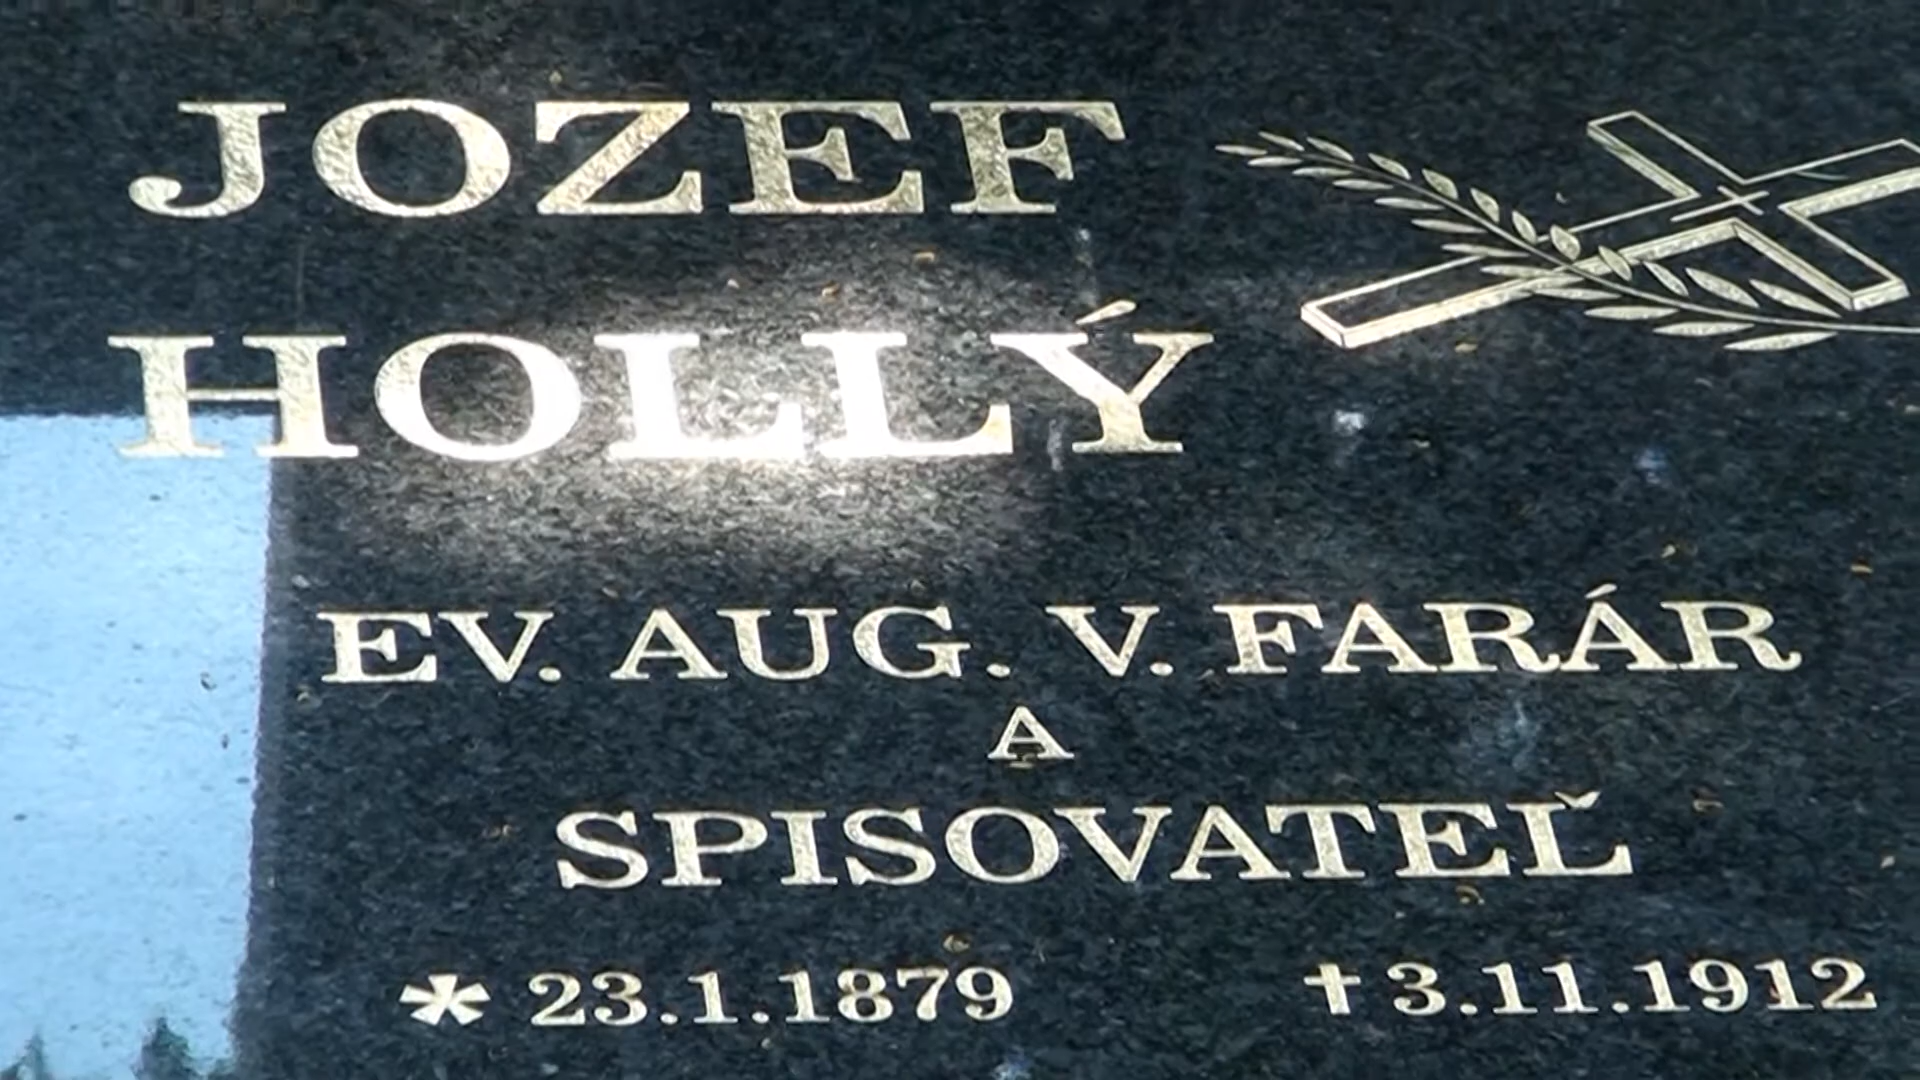 JOZEF
HOLLÝ
EV. AUG. V. FARÁR
A
SPISOVATEĽ
* 23.1.1879 †3.11.1912